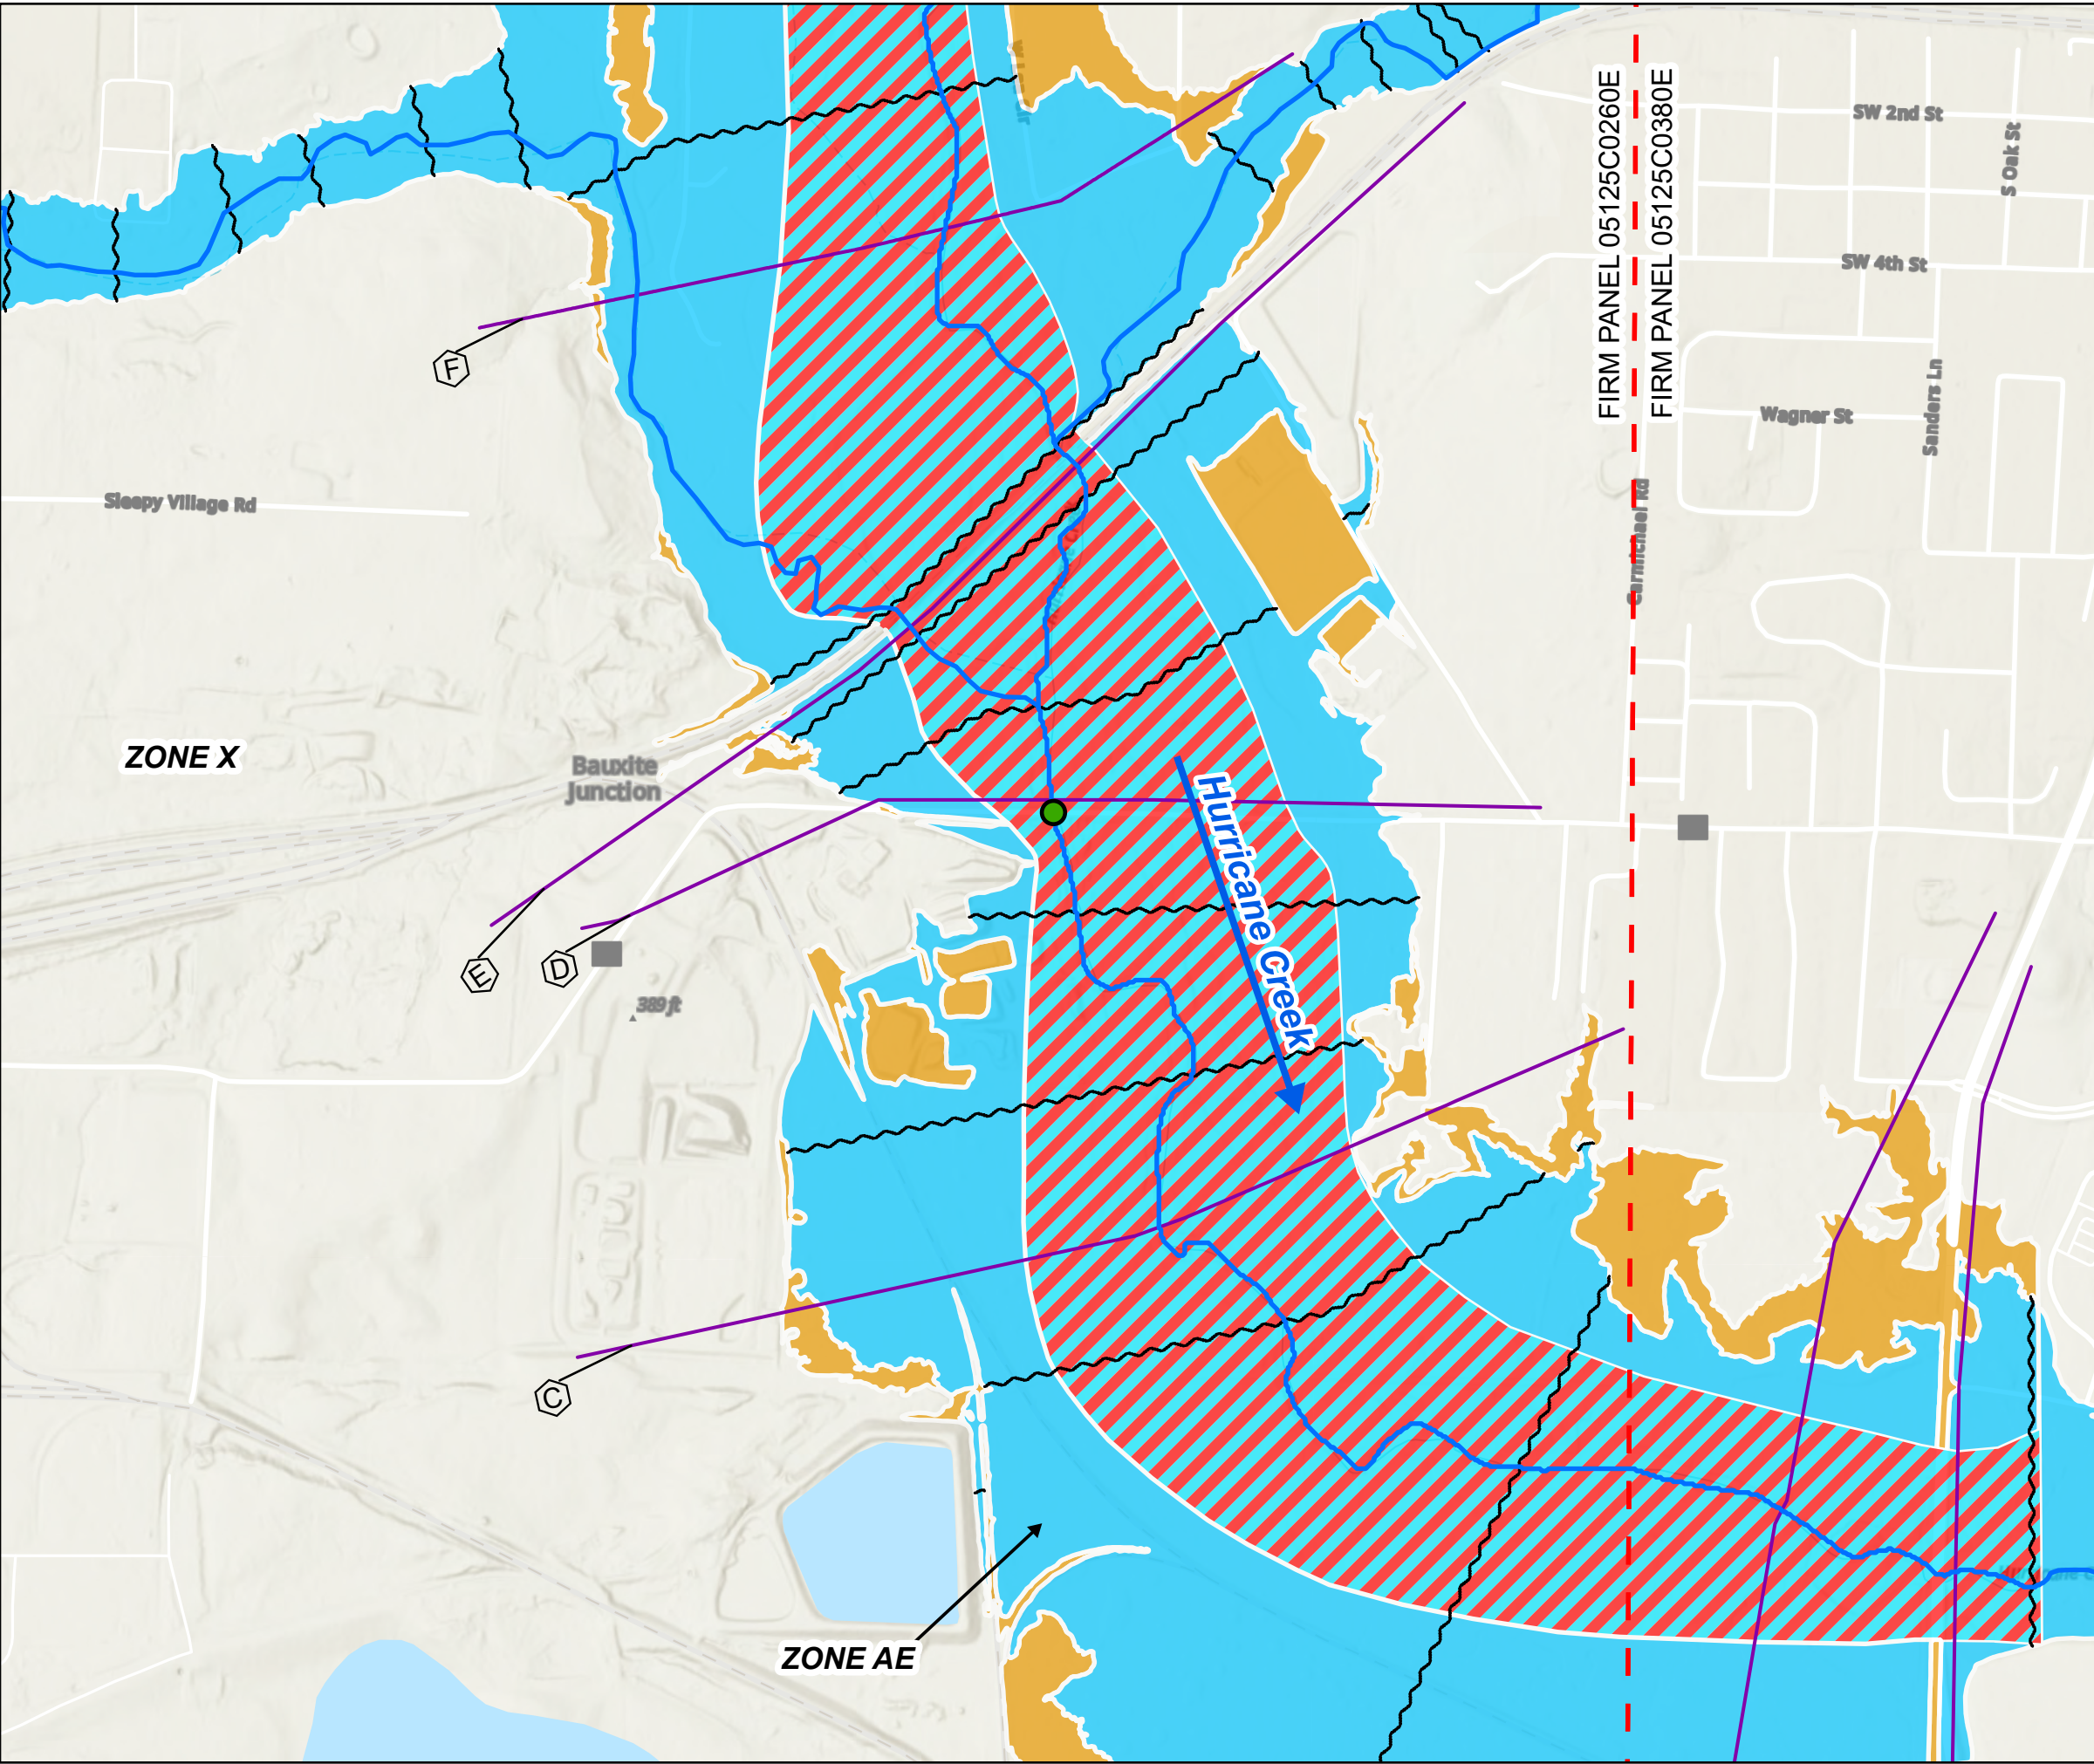 FIRM PANEL 05125C0260E
FIRM PANEL 05125C0380E
SW 2nd St
S Oak St
SW 4th St
F
Wagner St
Sanders Ln
Sleepy Village Rd
Carmichael Rd
ZONE X
Bauxite
Junction
Hurricane Creek
E
D
389 ft
C
ZONE AE